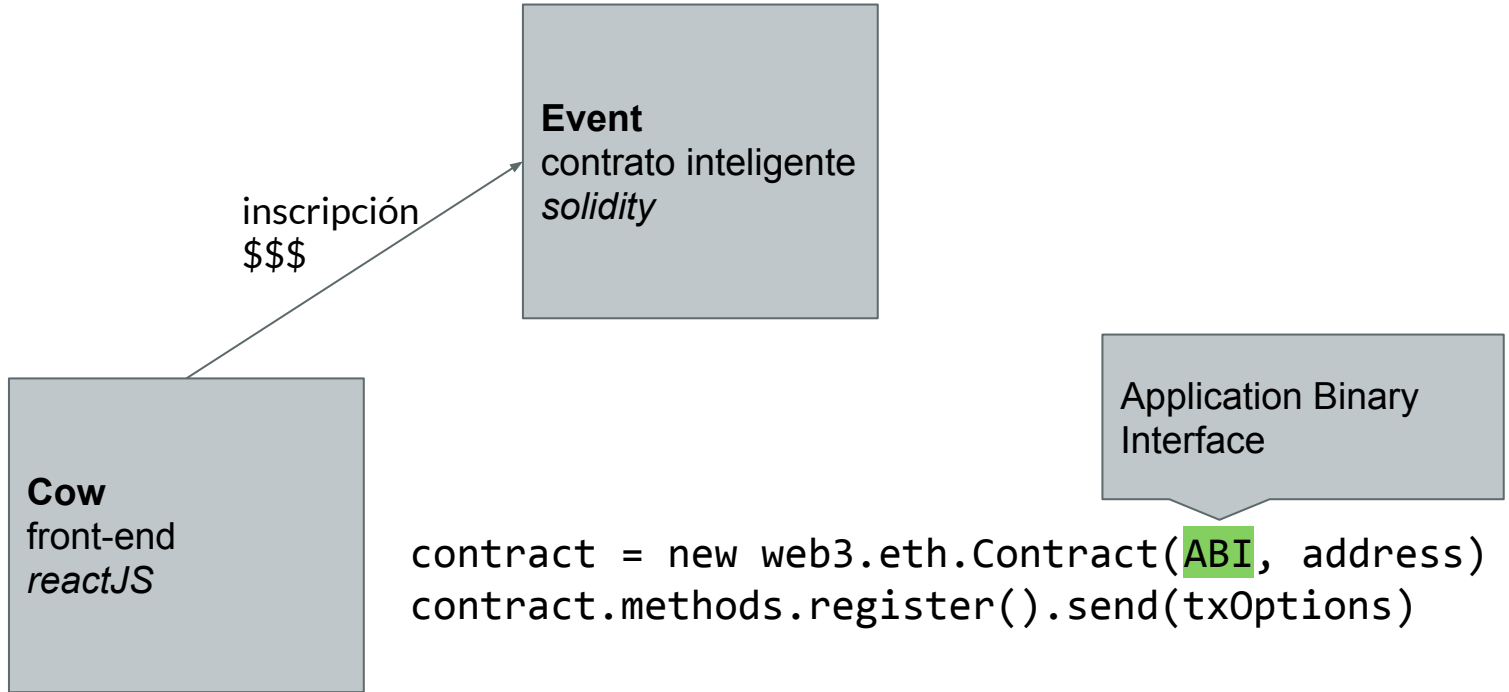 Event
contrato inteligente
solidity
inscripción
$$$
Cow
front-end
reactJS
Application Binary
Interface
contract = new web3.eth.Contract(ABI, address)
contract.methods.register().send(txOptions)